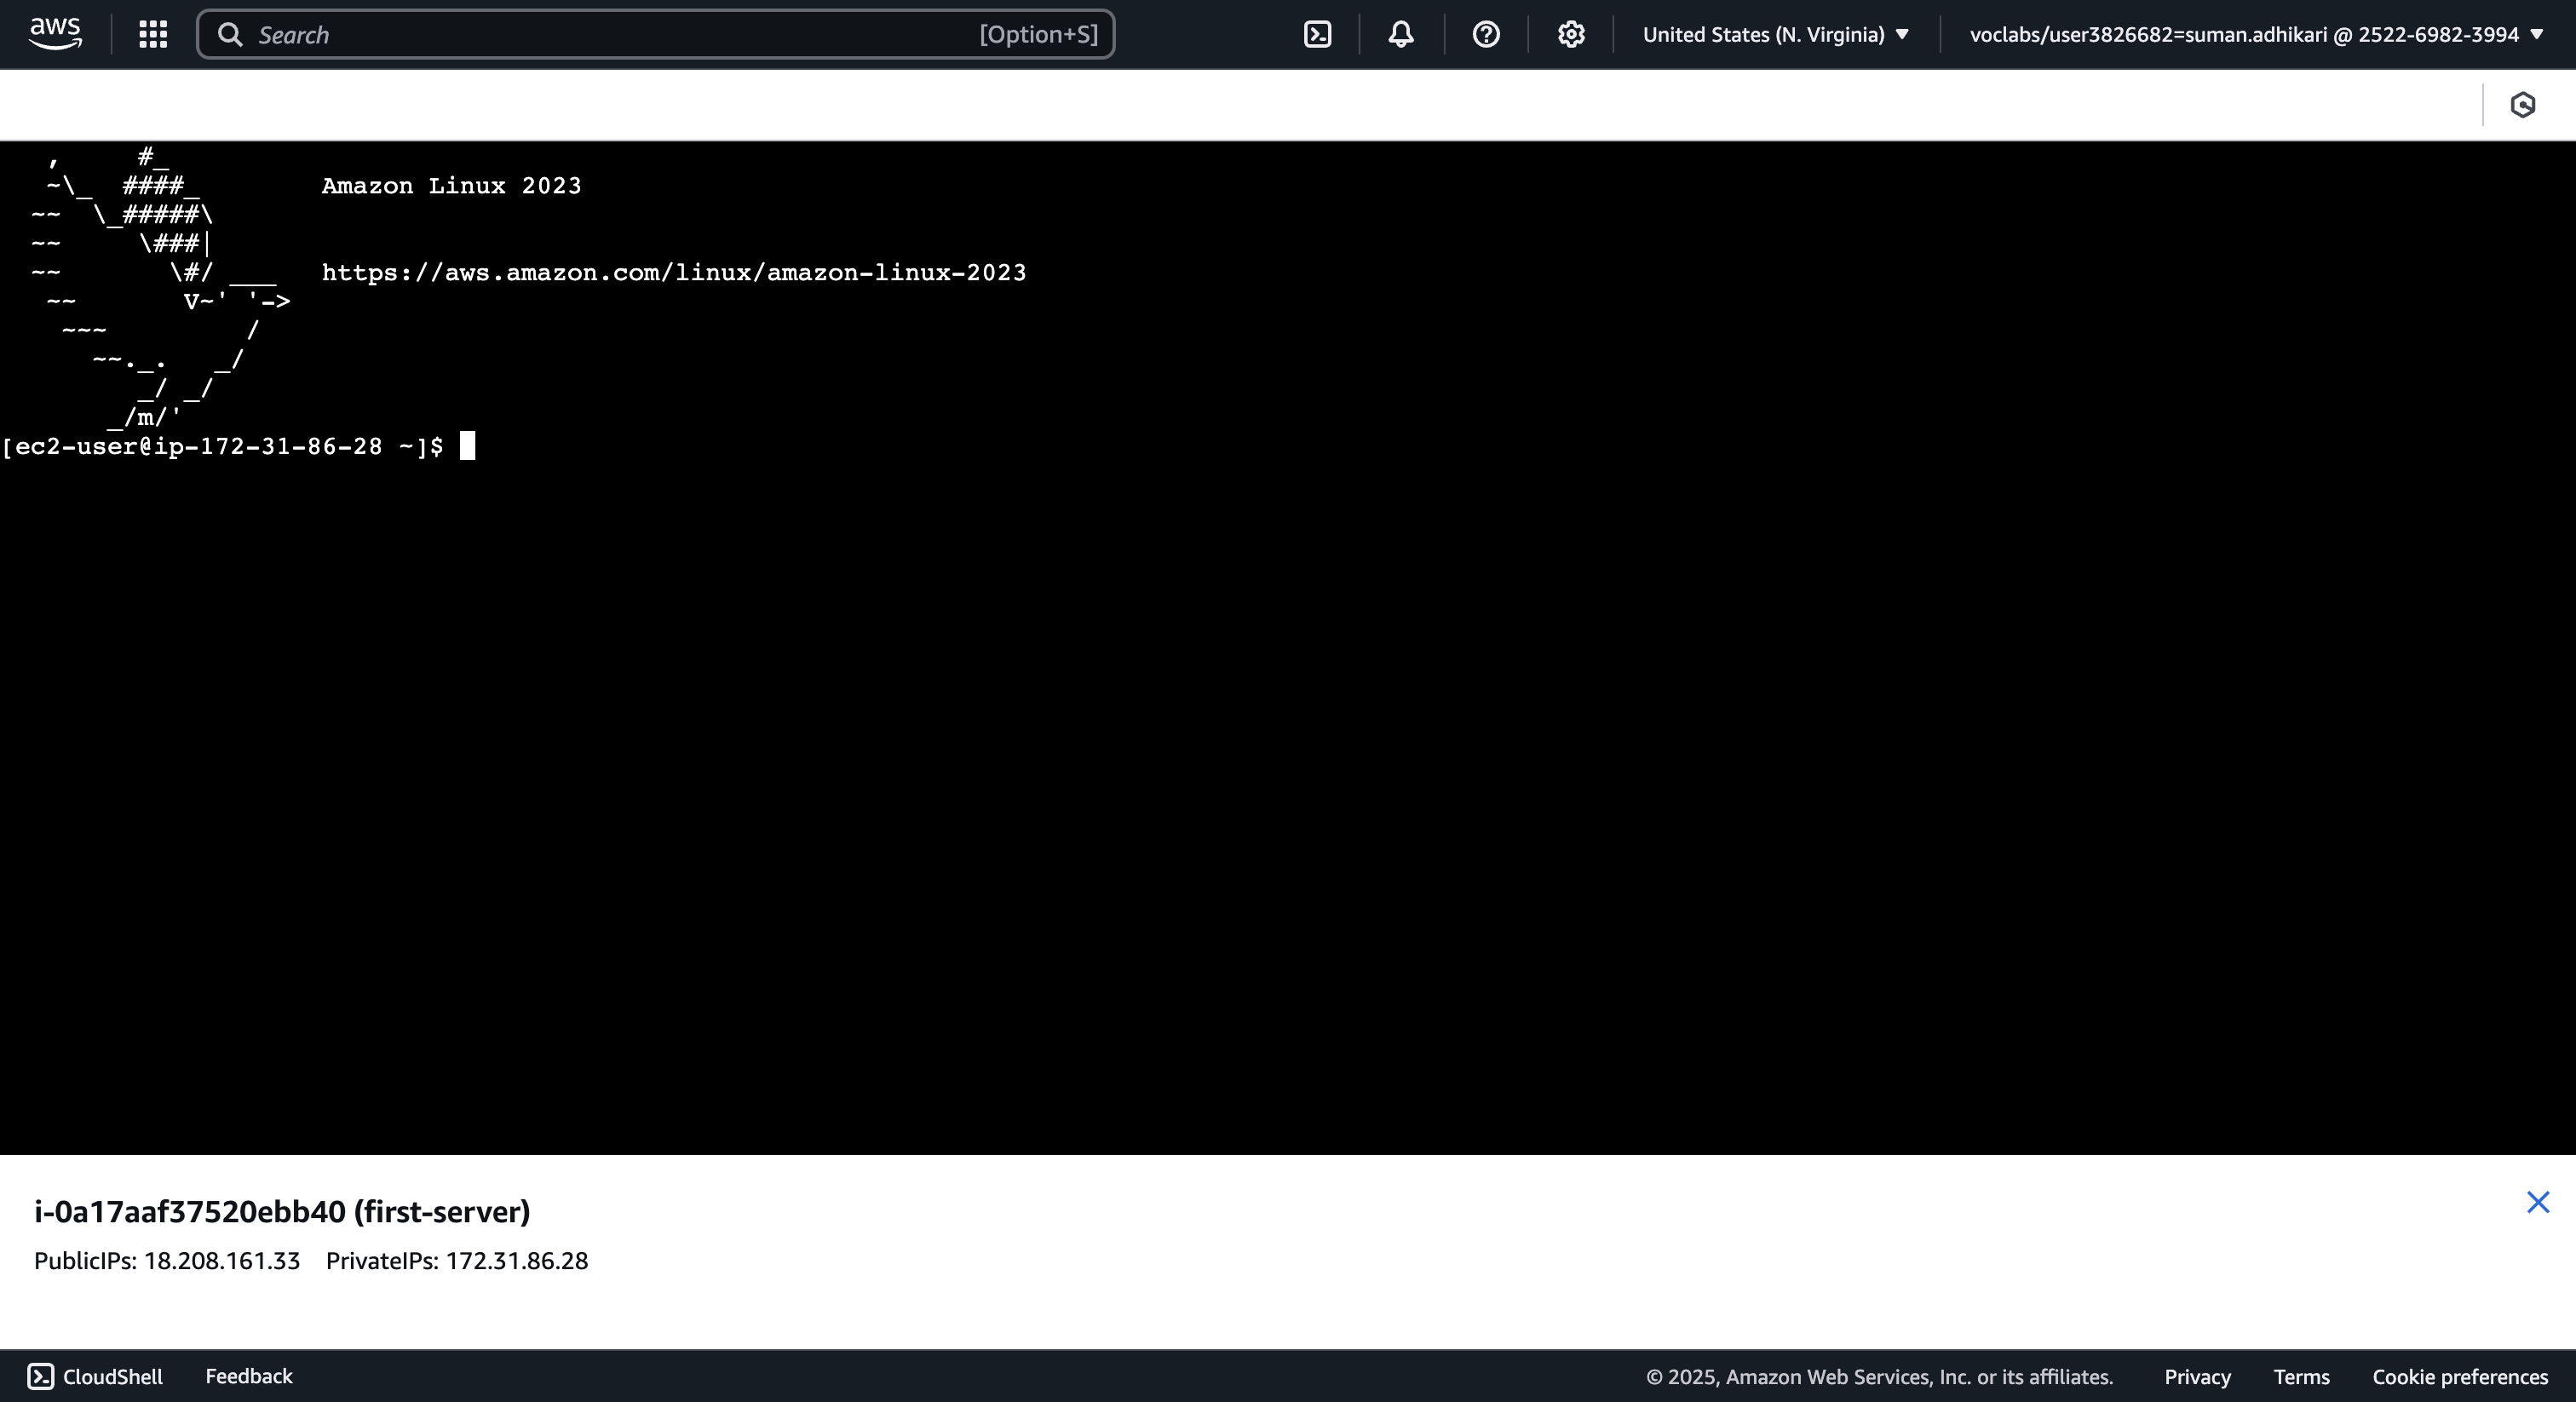 aws
Search [Option+S] United States (N. Virginia) voclabs/user3826682=suman.adhikari @ 2522-6982-3994
   ,     #_
   ~\_  ####_        Amazon Linux 2023
  ~~  \_#####\
  ~~     \###|
  ~~       \#/ ___   https://aws.amazon.com/linux/amazon-linux-2023
   ~~       V~' '->
    ~~~         /
      ~~._.   _/
         _/ _/
       _/m/'
[ec2-user@ip-172-31-86-28 ~]$
i-0a17aaf37520ebb40 (first-server)
PublicIPs: 18.208.161.33 PrivateIPs: 172.31.86.28
CloudShell Feedback © 2025, Amazon Web Services, Inc. or its affiliates. Privacy Terms Cookie preferences